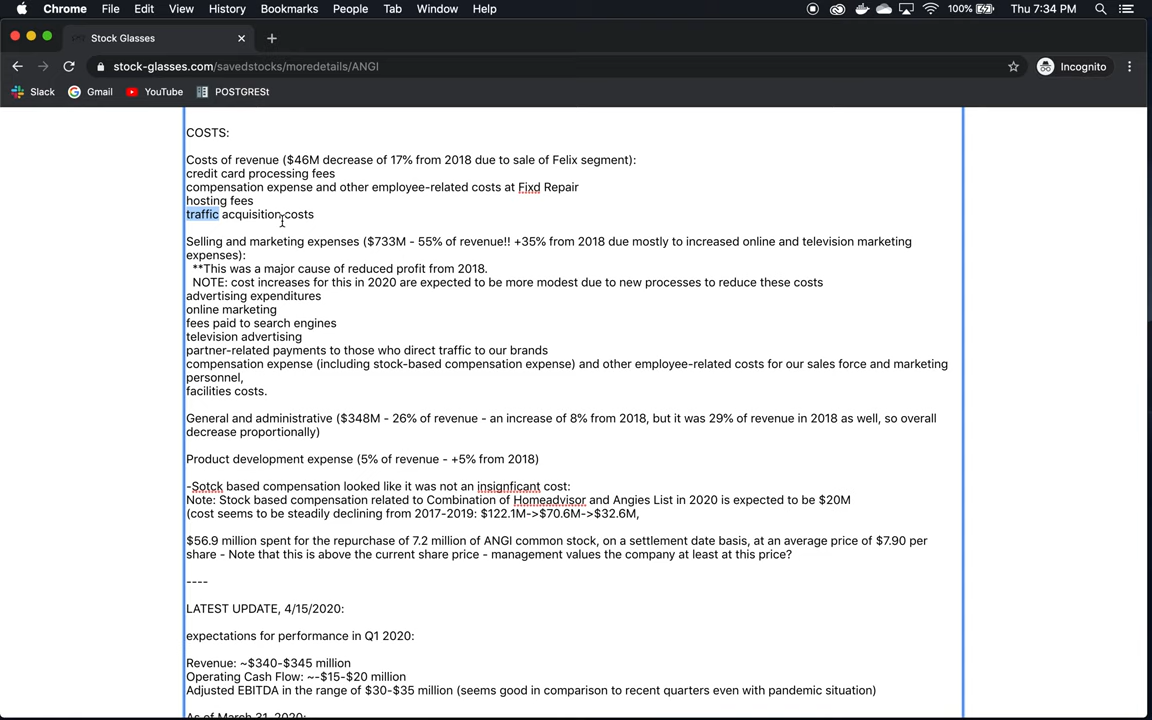 Chrome File Edit View History Bookmarks People Tab Window Help 100% Thu 7:34 PM
Stock Glasses
stock-glasses.com/savedstocks/moredetails/ANGI Incognito
Slack Gmail YouTube POSTGRESt
COSTS:
Costs of revenue ($46M decrease of 17% from 2018 due to sale of Felix segment):
credit card processing fees
compensation expense and other employee-related costs at Fixd Repair
hosting fees
traffic acquisition costs
Selling and marketing expenses ($733M - 55% of revenue!! +35% from 2018 due mostly to increased online and television marketing
expenses):
**This was a major cause of reduced profit from 2018.
NOTE: cost increases for this in 2020 are expected to be more modest due to new processes to reduce these costs
advertising expenditures
online marketing
fees paid to search engines
television advertising
partner-related payments to those who direct traffic to our brands
compensation expense (including stock-based compensation expense) and other employee-related costs for our sales force and marketing
personnel,
facilities costs.
General and administrative ($348M - 26% of revenue - an increase of 8% from 2018, but it was 29% of revenue in 2018 as well, so overall
decrease proportionally)
Product development expense (5% of revenue - +5% from 2018)
-Sotck based compensation looked like it was not an insignficant cost:
Note: Stock based compensation related to Combination of Homeadvisor and Angies List in 2020 is expected to be $20M
(cost seems to be steadily declining from 2017-2019: $122.1M->$70.6M->$32.6M,
$56.9 million spent for the repurchase of 7.2 million of ANGI common stock, on a settlement date basis, at an average price of $7.90 per
share - Note that this is above the current share price - management values the company at least at this price?
----
LATEST UPDATE, 4/15/2020:
expectations for performance in Q1 2020:
Revenue: ~$340-$345 million
Operating Cash Flow: ~-$15-$20 million
Adjusted EBITDA in the range of $30-$35 million (seems good in comparison to recent quarters even with pandemic situation)
As of March 31, 2020: